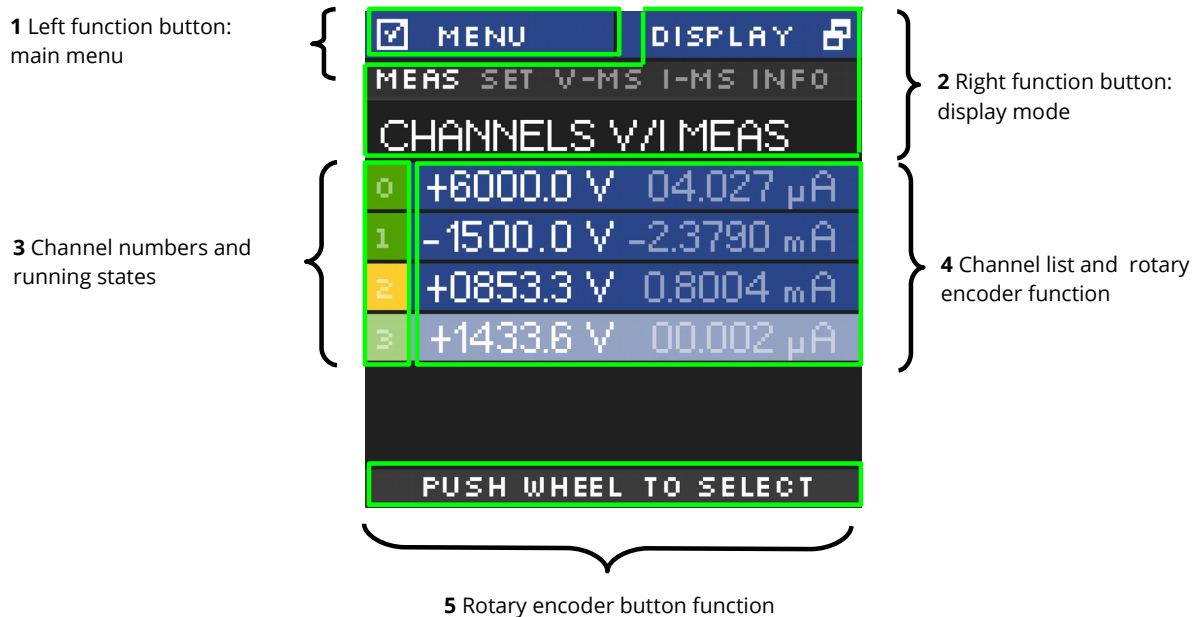 1 Left function button:
main menu
MENU
DISPLAY
MEAS SET V-MS I-MS INFO
CHANNELS V/I MEAS
2 Right function button:
display mode
3 Channel numbers and
running states
0 +6000.0 V 04.027 µA
1 -1500.0 V -2.3790 mA
2 +0853.3 V 0.8004 mA
3 +1433.6 V 00.002 µA
4 Channel list and rotary
encoder function
PUSH WHEEL TO SELECT
5 Rotary encoder button function